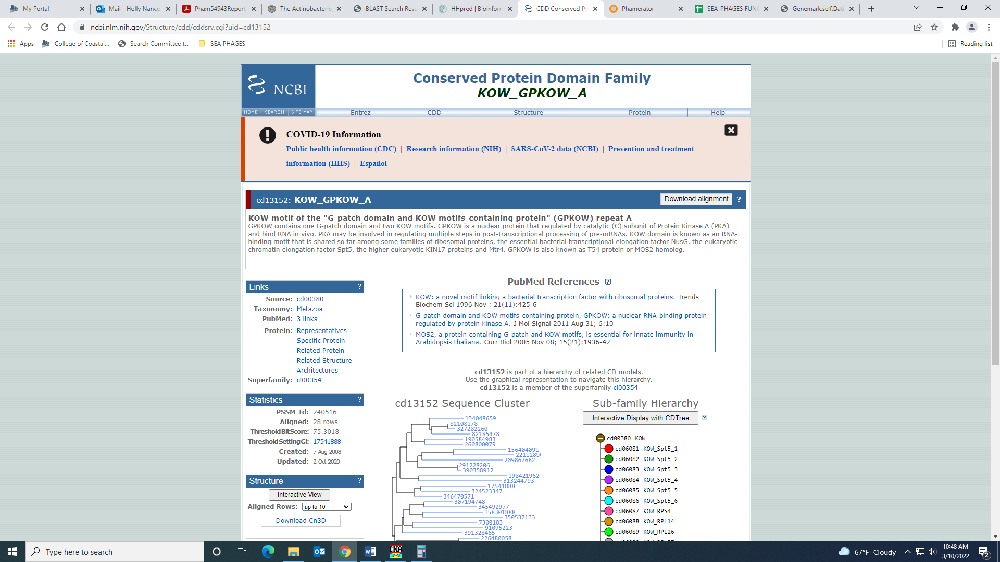 My Portal
Mail - Holly Nance
Pham54943Report.
The Actinobacterio
BLAST Search Resu
HHpred | Bioinform
CDD Conserved Pr
Phamerator
SEA-PHAGES FUNC
Genemark.self.Dat
ncbi.nlm.nih.gov/Structure/cdd/cddsrv.cgi?uid=cd13152
Apps
College of Coastal...
Search Committee t...
SEA PHAGES
Reading list
NCBI
Conserved Protein Domain Family
KOW_GPKOW_A
HOME SEARCH SITE MAP Entrez CDD Structure Protein Help
COVID-19 Information
Public health information (CDC) | Research information (NIH) | SARS-CoV-2 data (NCBI) | Prevention and treatment
information (HHS) | Español
cd13152: KOW_GPKOW_A
Download alignment ?
KOW motif of the "G-patch domain and KOW motifs-containing protein" (GPKOW) repeat A
GPKOW contains one G-patch domain and two KOW motifs. GPKOW is a nuclear protein that regulated by catalytic (C) subunit of Protein Kinase A (PKA)
and bind RNA in vivo. PKA may be involved in regulating multiple steps in post-transcriptional processing of pre-mRNAs. KOW domain is known as an RNA-
binding motif that is shared so far among some families of ribosomal proteins, the essential bacterial transcriptional elongation factor NusG, the eukaryotic
chromatin elongation factor Spt5, the higher eukaryotic KIN17 proteins and Mtr4. GPKOW is also known as T54 protein or MOS2 homolog.
Links ?
Source: cd00380
Taxonomy: Metazoa
PubMed: 3 links
Protein: Representatives
Specific Protein
Related Protein
Related Structure
Architectures
Superfamily: cl00354
Statistics ?
PSSM-Id: 240516
Aligned: 28 rows
Threshold Bit Score: 75.3018
Threshold Setting Gi: 17541888
Created: 7-Aug-2008
Updated: 2-Oct-2020
Structure ?
Interactive View
Aligned Rows: up to 10
Download Cn3D
PubMed References ?
KOW: a novel motif linking a bacterial transcription factor with ribosomal proteins. Trends
Biochem Sci 1996 Nov ; 21(11):425-6
G-patch domain and KOW motifs-containing protein, GPKOW; a nuclear RNA-binding protein
regulated by protein kinase A. J Mol Signal 2011 Aug 31; 6:10
MOS2, a protein containing G-patch and KOW motifs, is essential for innate immunity in
Arabidopsis thaliana. Curr Biol 2005 Nov 08; 15(21):1936-42
cd13152 is part of a hierarchy of related CD models.
Use the graphical representation to navigate this hierarchy.
cd13152 is a member of the superfamily cl00354
cd13152 Sequence Cluster
134048659
82108178
327282260
82185478
190584983
260800079
156404091
2211289
209867662
291228206
390358912
198421962
313244793
17541888
324523347
346470571
307194748
345492977
158301888
350537133
7300183
91095223
391328465
226480058
Sub-family Hierarchy
Interactive Display with CDTree ?
cd00380 KOW
cd06081 KOW_Spt5_1
cd06082 KOW_Spt5_2
cd06083 KOW_Spt5_3
cd06084 KOW_Spt5_4
cd06085 KOW_Spt5_5
cd06086 KOW_Spt5_6
cd06087 KOW_RPS4
cd06088 KOW_RPL14
cd06089 KOW_RPL26
Type here to search
DNA
67°F Cloudy
10:48 AM
3/10/2022
2